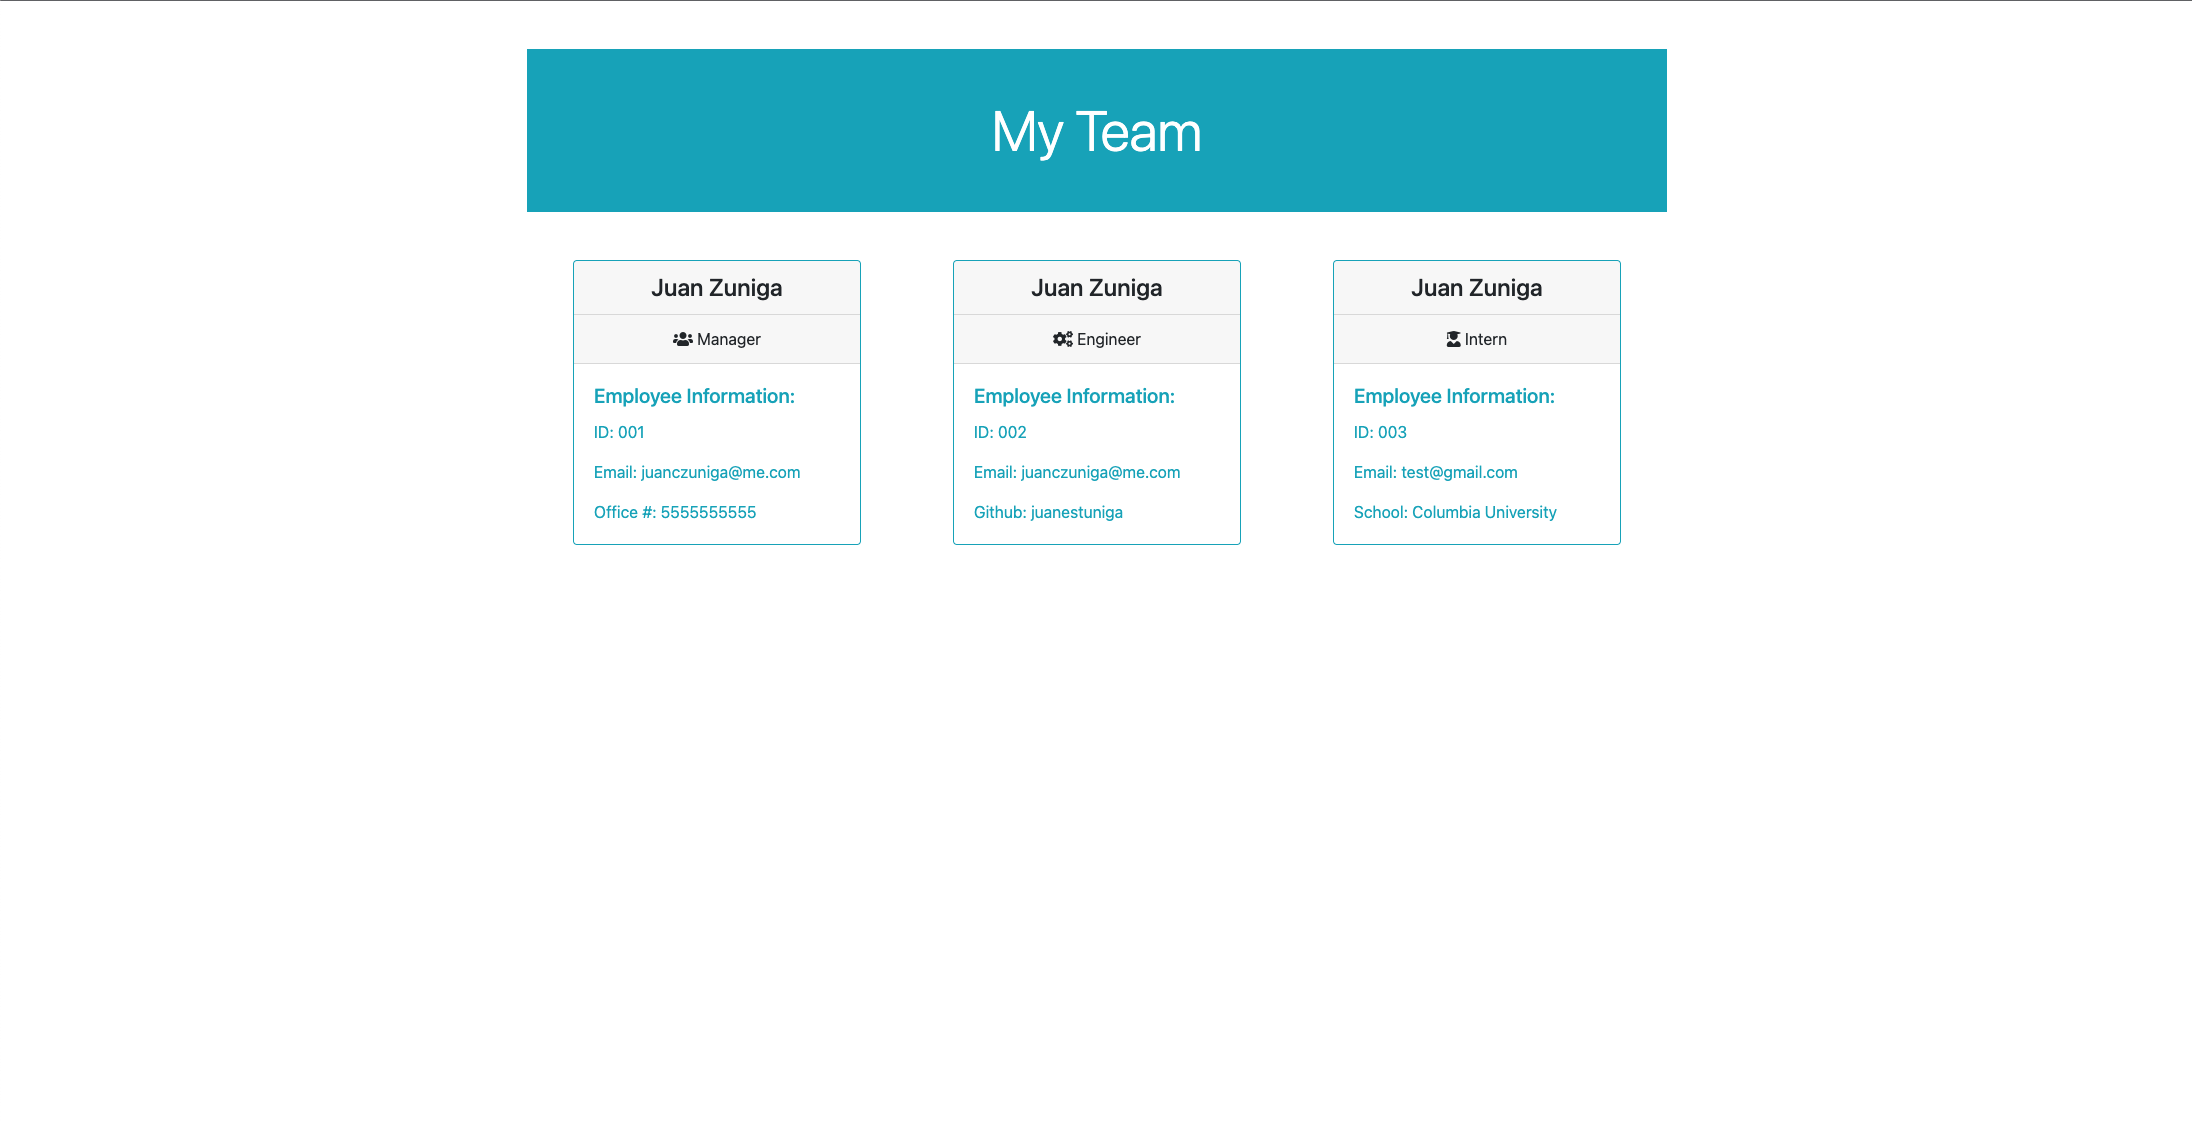 My Team
Juan Zuniga
Manager
Employee Information:
ID: 001
Email: juanczuniga@me.com
Office #: 5555555555
Juan Zuniga
Engineer
Employee Information:
ID: 002
Email: juanczuniga@me.com
Github: juanestuniga
Juan Zuniga
Intern
Employee Information:
ID: 003
Email: test@gmail.com
School: Columbia University